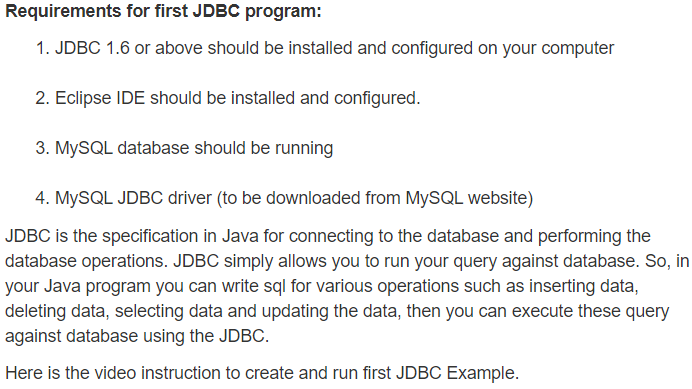 Requirements for first JDBC program:
1. JDBC 1.6 or above should be installed and configured on your computer
2. Eclipse IDE should be installed and configured.
3. MySQL database should be running
4. MySQL JDBC driver (to be downloaded from MySQL website)
JDBC is the specification in Java for connecting to the database and performing the
database operations. JDBC simply allows you to run your query against database. So, in
your Java program you can write sql for various operations such as inserting data,
deleting data, selecting data and updating the data, then you can execute these query
against database using the JDBC.
Here is the video instruction to create and run first JDBC Example.